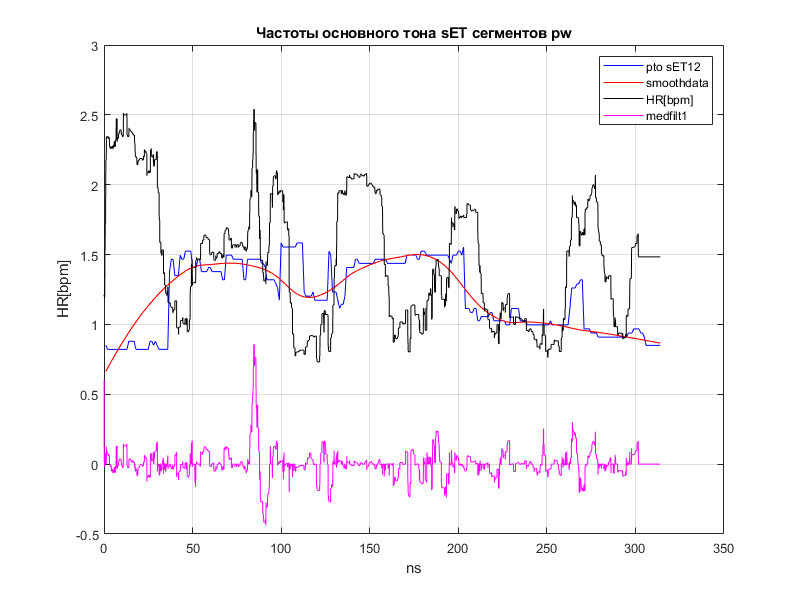 Частоты основного тона sET сегментов pw
3
2.5
2
1.5
1
0.5
0
-0.5
HR[bpm]
pto sET12
smoothdata
HR[bpm]
medfilt1
0 50 100 150 200 250 300 350
ns